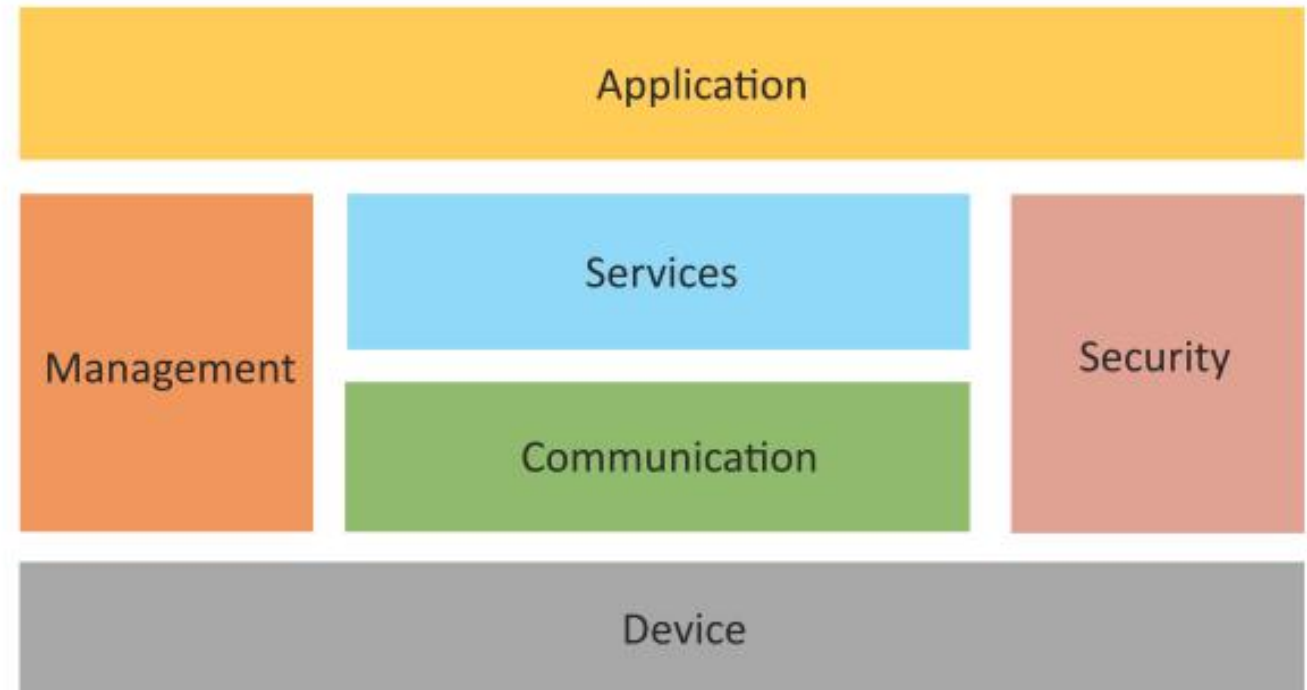 Application
Services
Management
Security
Communication
Device